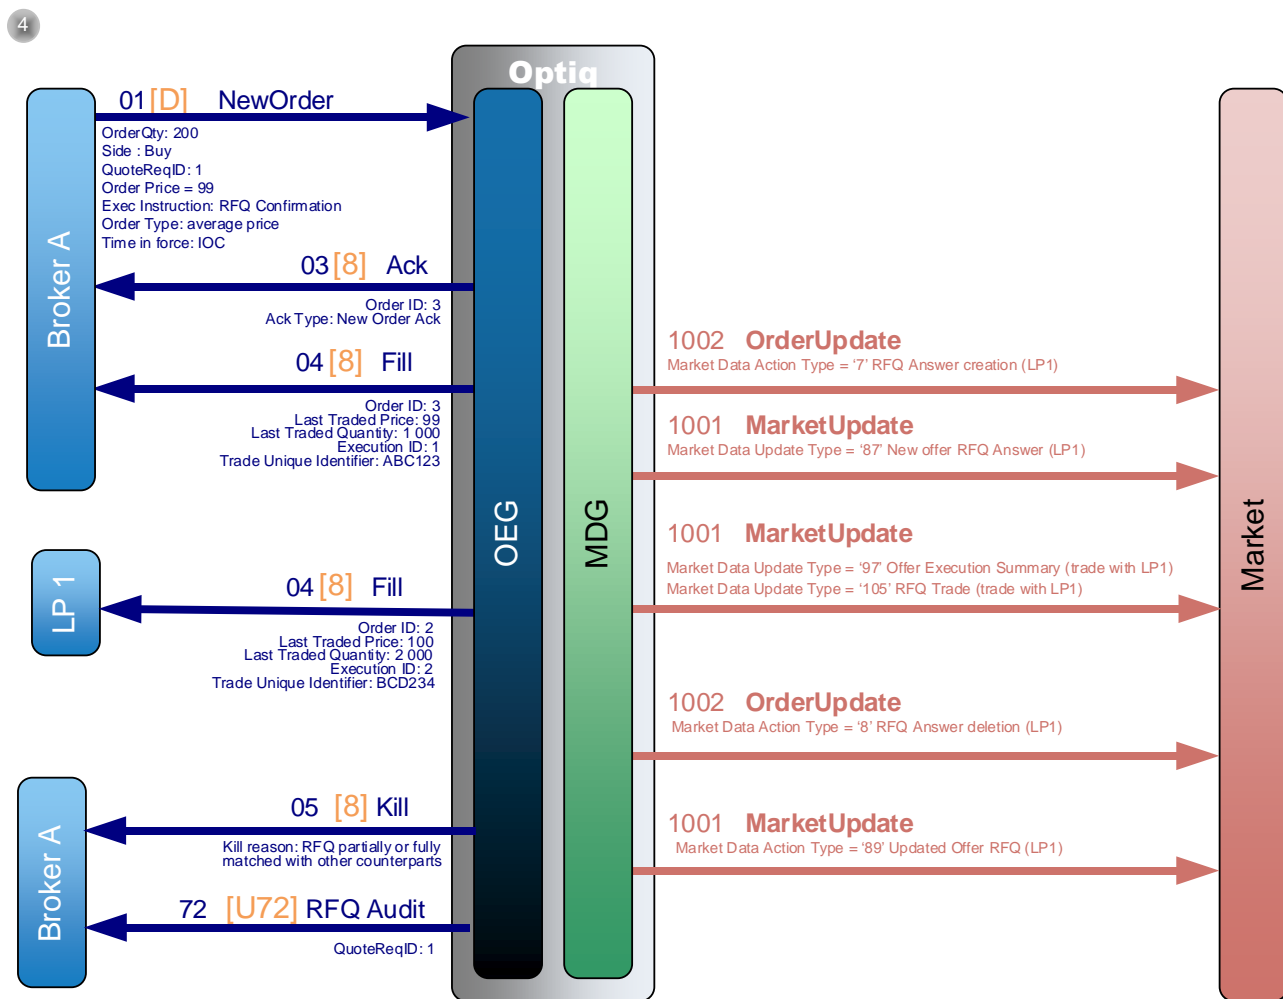 4
Optiq
01 [D] NewOrder
OrderQty: 200
Side : Buy
QuoteReqID: 1
Order Price = 99
Exec Instruction: RFQ Confirmation
Order Type: average price
Time in force: IOC
Broker A
03 [8] Ack
Order ID: 3
Ack Type: New Order Ack
04 [8] Fill
Order ID: 3
Last Traded Price: 99
Last Traded Quantity: 1 000
Execution ID: 1
Trade Unique Identifier: ABC123
LP 1
04 [8] Fill
Order ID: 2
Last Traded Price: 100
Last Traded Quantity: 2 000
Execution ID: 2
Trade Unique Identifier: BCD234
Broker A
05 [8] Kill
Kill reason: RFQ partially or fully
matched with other counterparts
72 [U72] RFQ Audit
QuoteReqID: 1
OEG
MDG
1002 OrderUpdate
Market Data Action Type = ‘7’ RFQ Answer creation (LP1)
1001 MarketUpdate
Market Data Update Type = ‘87’ New offer RFQ Answer (LP1)
1001 MarketUpdate
Market Data Update Type = ‘97’ Offer Execution Summary (trade with LP1)
Market Data Update Type = ‘105’ RFQ Trade (trade with LP1)
1002 OrderUpdate
Market Data Action Type = ‘8’ RFQ Answer deletion (LP1)
1001 MarketUpdate
Market Data Action Type = ‘89’ Updated Offer RFQ (LP1)
Market